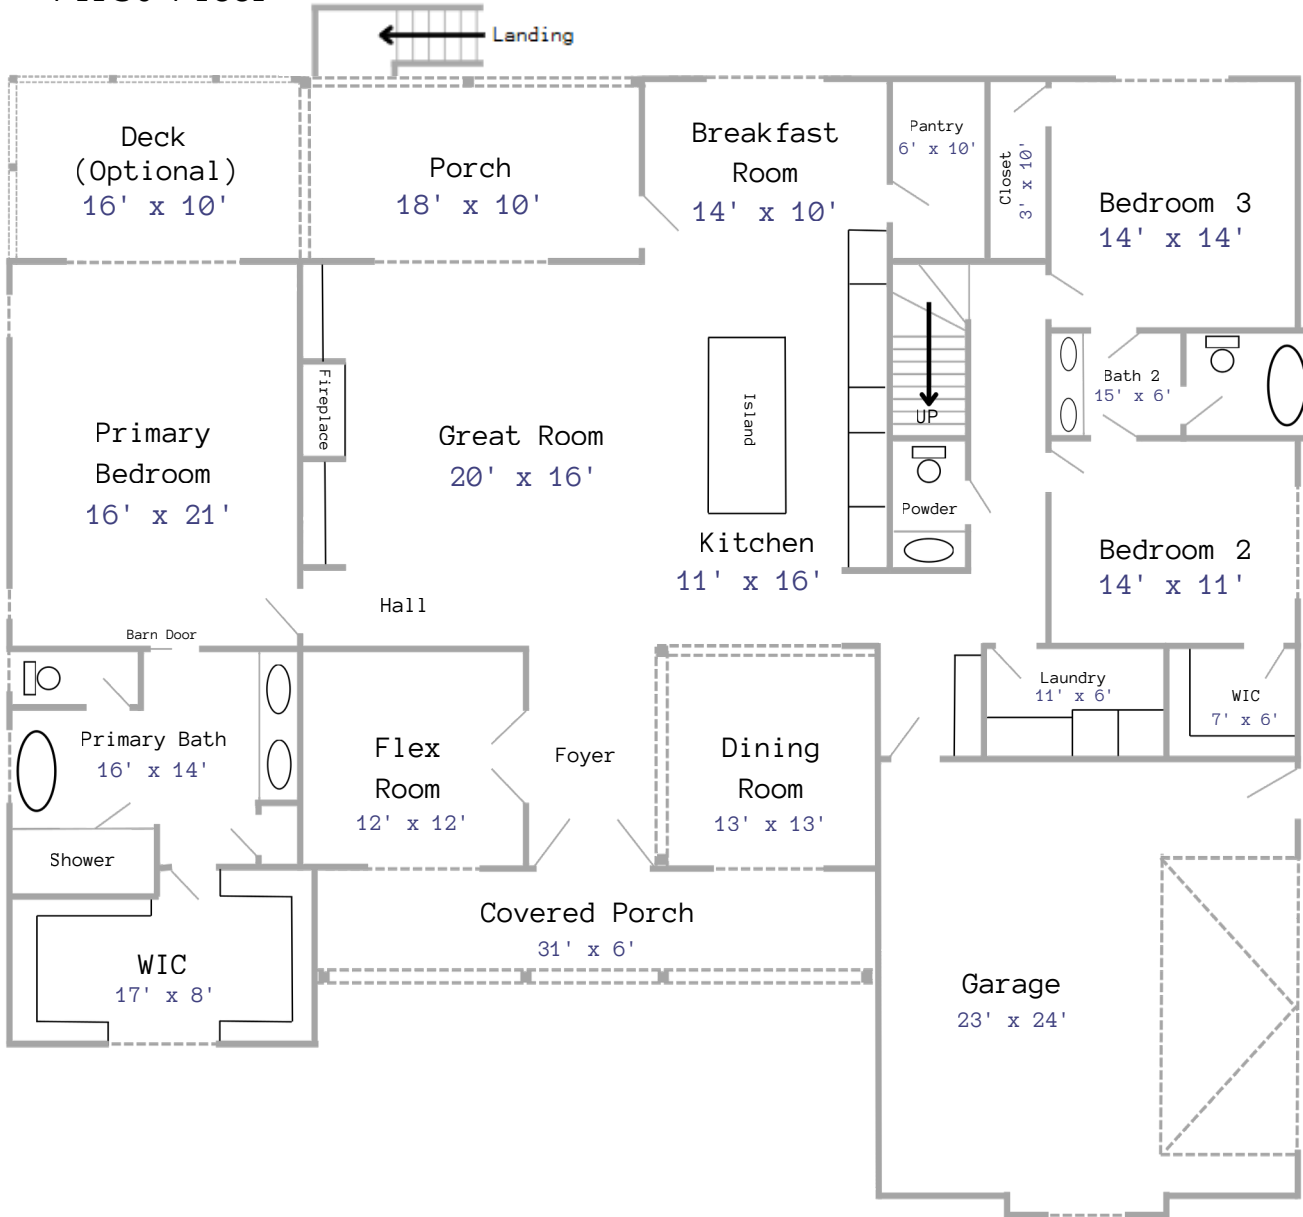 First Floor
Landing
Deck
(Optional)
16' x 10'
Porch
18' x 10'
Breakfast
Room
14' x 10'
Pantry
6' x 10'
Closet
3' x 10'
Bedroom 3
14' x 14'
Fireplace
Primary
Bedroom
16' x 21'
Great Room
20' x 16'
Island
Kitchen
11' x 16'
UP
Powder
Bath 2
15' x 6'
Bedroom 2
14' x 11'
Hall
Barn Door
Primary Bath
16' x 14'
Shower
Flex
Room
12' x 12'
Foyer
Dining
Room
13' x 13'
Laundry
11' x 6'
WIC
7' x 6'
Covered Porch
31' x 6'
WIC
17' x 8'
Garage
23' x 24'